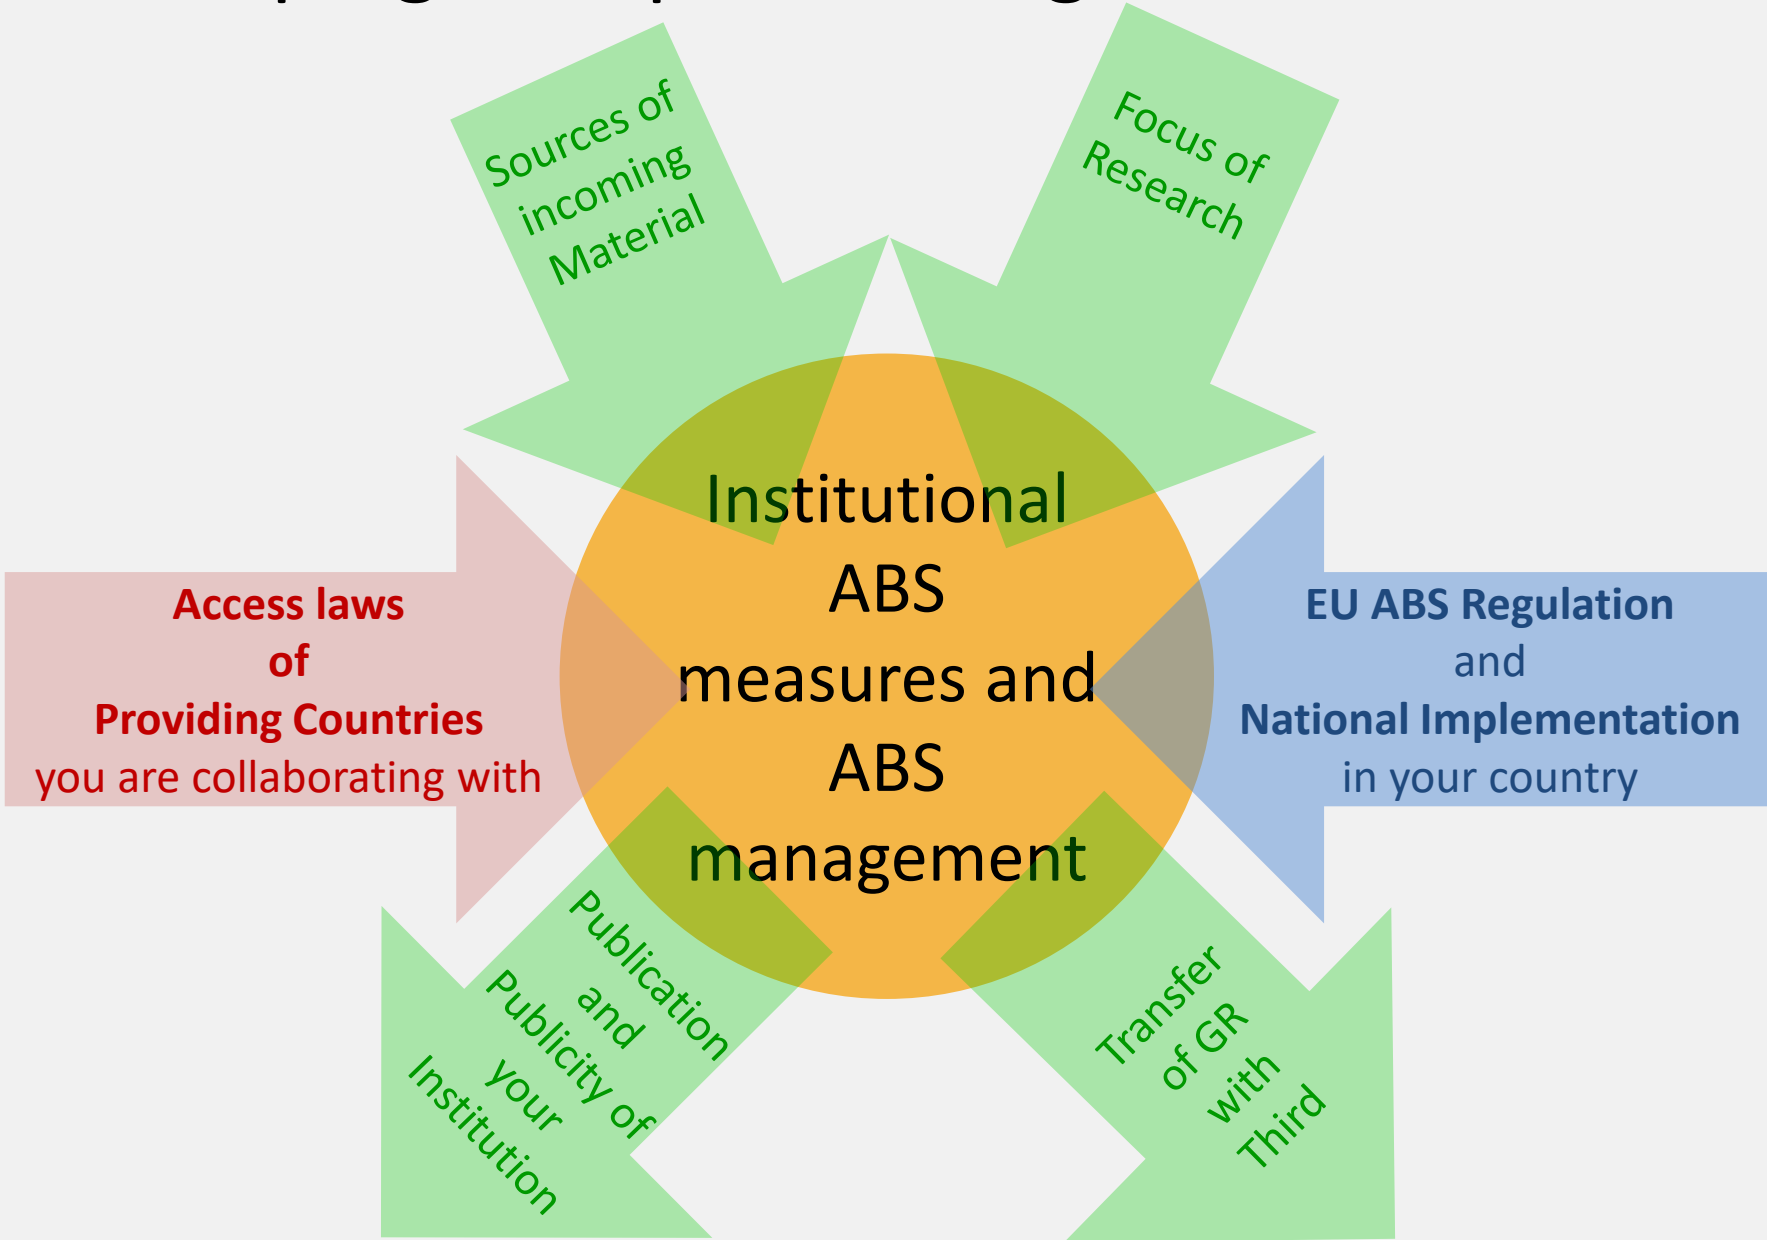 Sources of
incoming
Material
Focus of
Research
Institutional
ABS
measures and
ABS
management
Access laws
of
Providing Countries
you are collaborating with
EU ABS Regulation
and
National Implementation
in your country
Publication
and
Publicity of
your
Institution
Transfer
of GR
with
Third